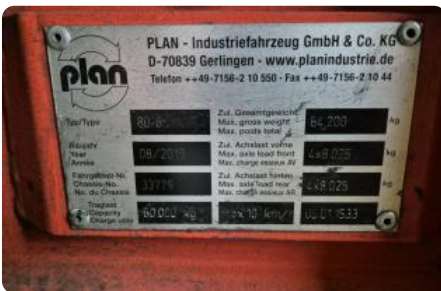 plan
PLAN - Industriefahrzeug GmbH & Co. KG
D-70839 Gerlingen - www.planindustrie.de
Telefon ++49-7156-2 10 550 · Fax ++49-7156-2 10 44
Typ/Type
Zul. Gesamtgewicht
Max. gross weight
Max. poids total
64,200
kg
Baujahr
Year
Année
08/
Zul. Achslast vorne
Max. axle load front
Max. charge essieux AV
4x8.025
kg
Fahrgestell-Nr.
Chassis-No.
No. du Chassis
33779
Zul. Achslast hinten
Max. axle load rear
Max. charge essieux AR
4x8.025
kg
Traglast
Capacity
Charge utile
60.000 kg
max 10 km/h